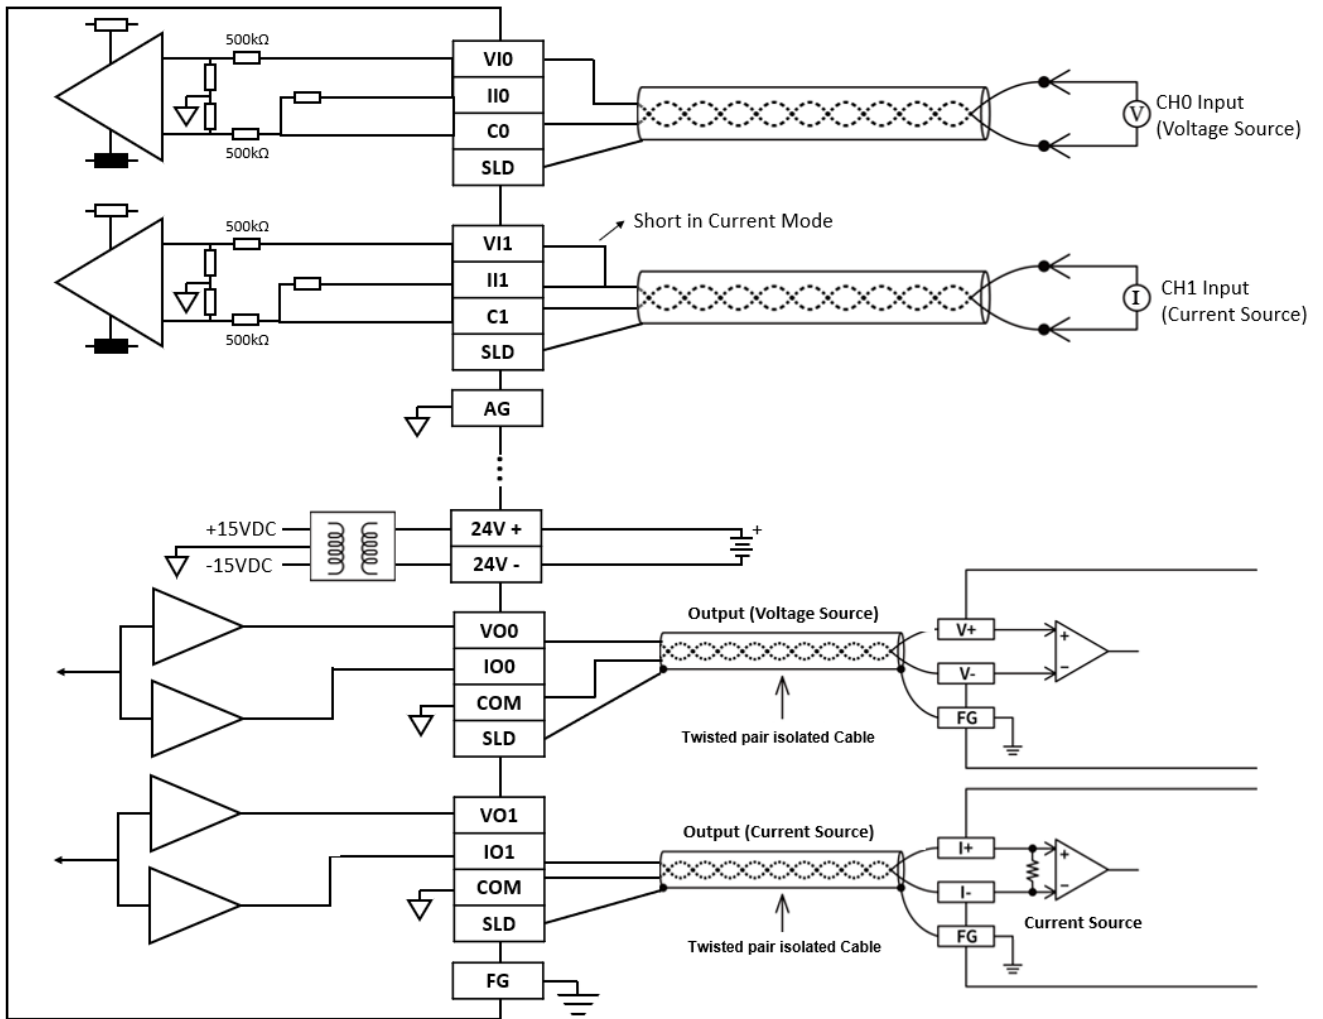 500kΩ
VI0
II0
C0
500kΩ
SLD
V
CH0 Input
(Voltage Source)
Short in Current Mode
500kΩ
VI1
II1
C1
500kΩ
SLD
I
CH1 Input
(Current Source)
AG
+15VDC
-15VDC
24V +
24V -
+
Output (Voltage Source)
VO0
IO0
COM
SLD
Twisted pair isolated Cable
V+
V-
FG
+
−
Output (Current Source)
VO1
IO1
COM
SLD
Twisted pair isolated Cable
I+
I-
FG
+
−
Current Source
FG